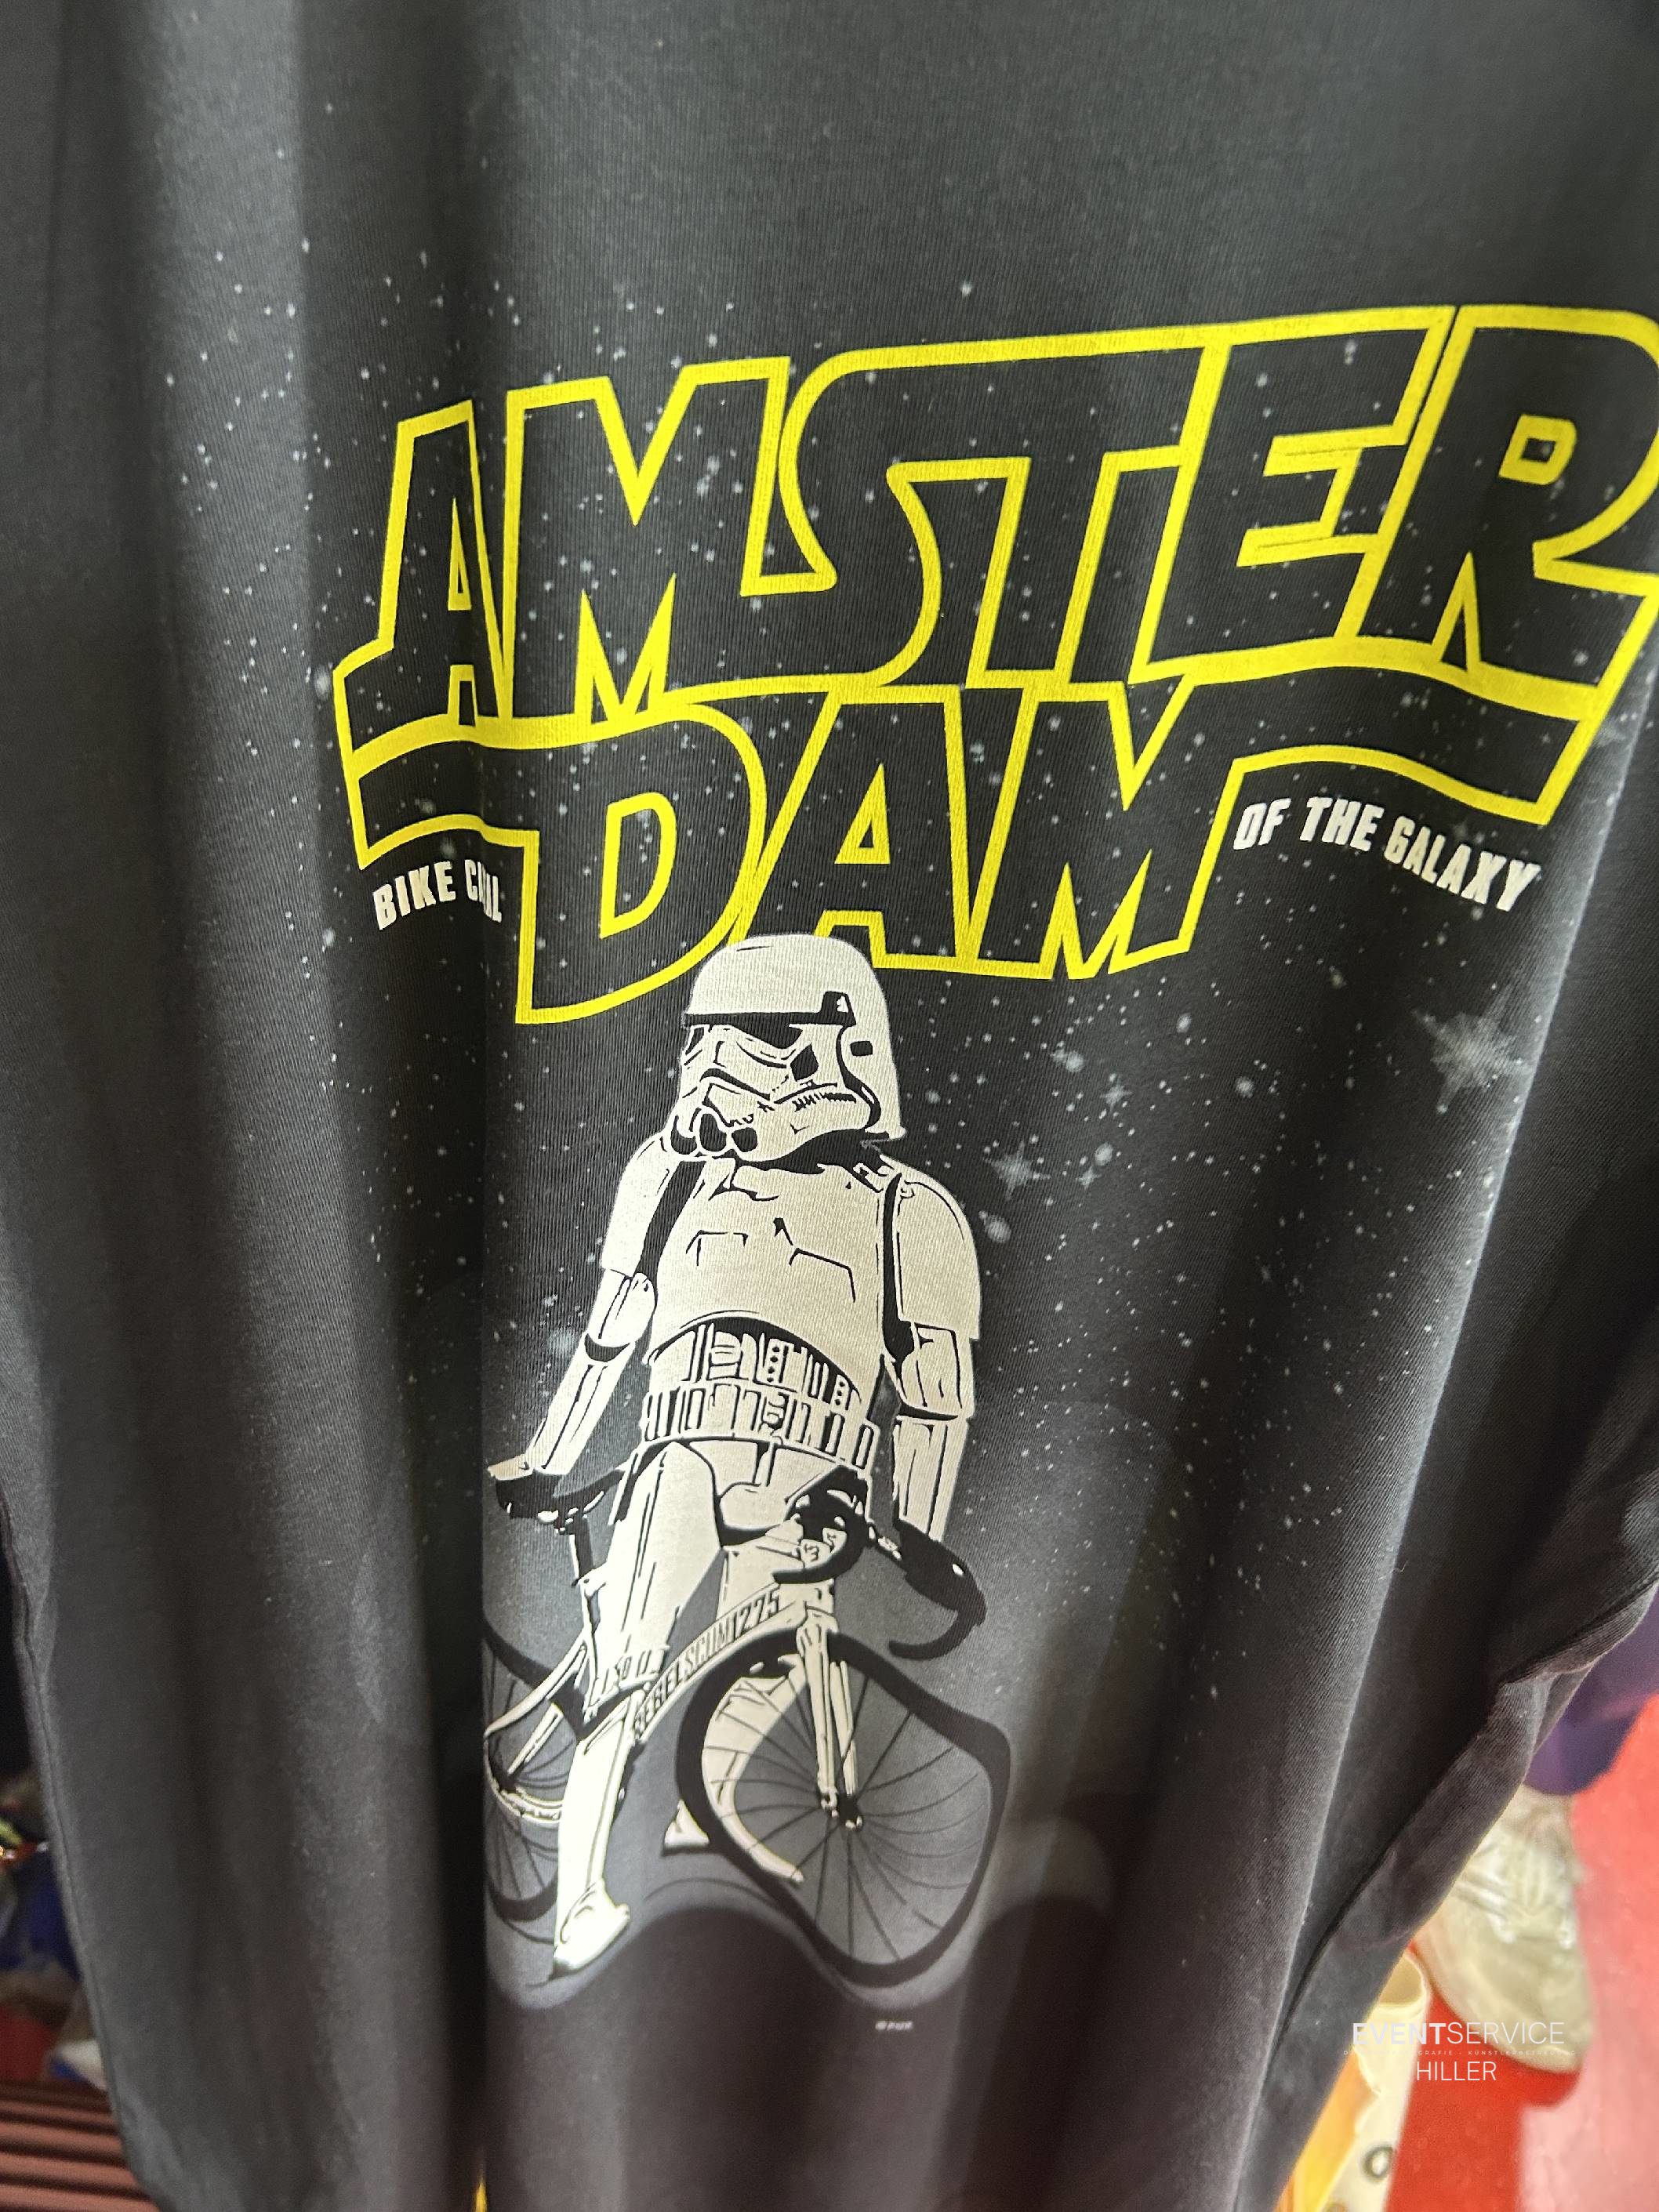 AMSTER
DAM
BIKE
OF THE GALAXY
EVENTSERVICE
HILLER